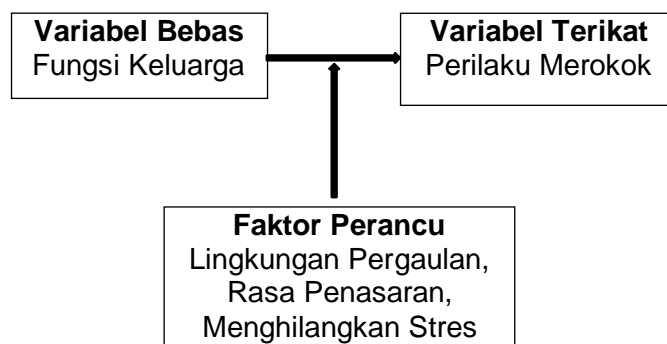 Variabel Bebas
Fungsi Keluarga
Variabel Terikat
Perilaku Merokok
Faktor Perancu
Lingkungan Pergaulan,
Rasa Penasaran,
Menghilangkan Stres